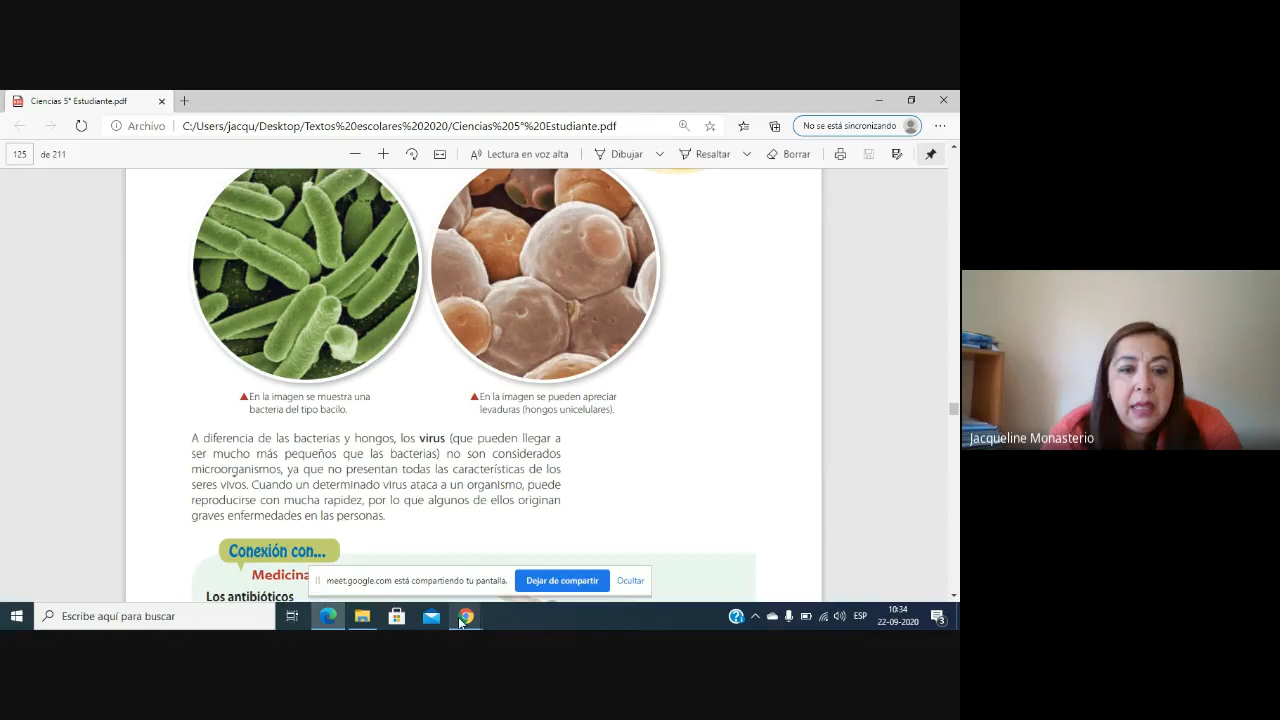 Ciencias 5° Estudiante.pdf
Archivo C:/Users/jacqu/Desktop/Textos%20escolares%202020/Ciencias%205°%20Estudiante.pdf
No se está sincronizando
125 de 211
Lectura en voz alta
Dibujar
Resaltar
Borrar
En la imagen se muestra una
bacteria del tipo bacilo.
En la imagen se pueden apreciar
levaduras (hongos unicelulares).
A diferencia de las bacterias y hongos, los virus (que pueden llegar a
ser mucho más pequeños que las bacterias) no son considerados
microorganismos, ya que no presentan todas las características de los
seres vivos. Cuando un determinado virus ataca a un organismo, puede
reproducirse con mucha rapidez, por lo que algunos de ellos originan
graves enfermedades en las personas.
Conexión con...
Medicina
Los antibióticos
meet.google.com está compartiendo tu pantalla.
Dejar de compartir
Ocultar
Escribe aquí para buscar
ESP
10:34
22-09-2020
3
Jacqueline Monasterio